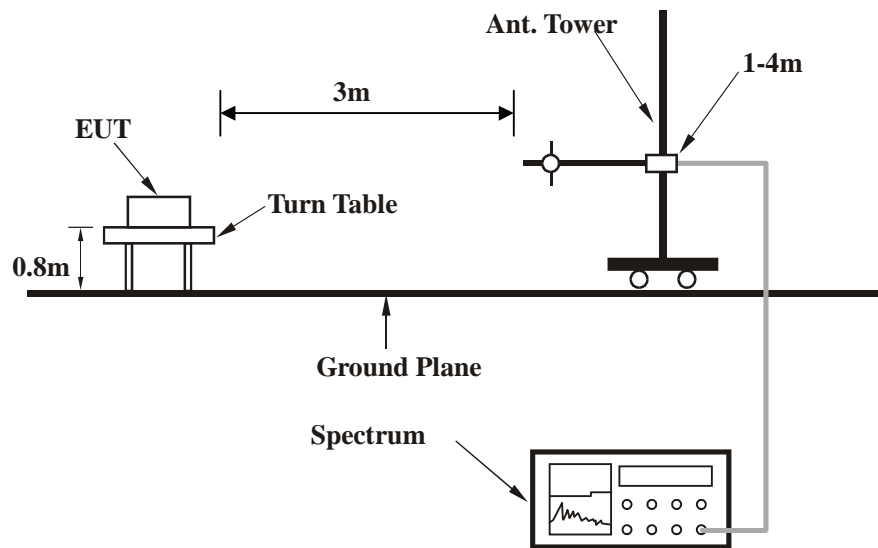 Ant. Tower
1-4m
3m
EUT
Turn Table
0.8m
Ground Plane
Spectrum